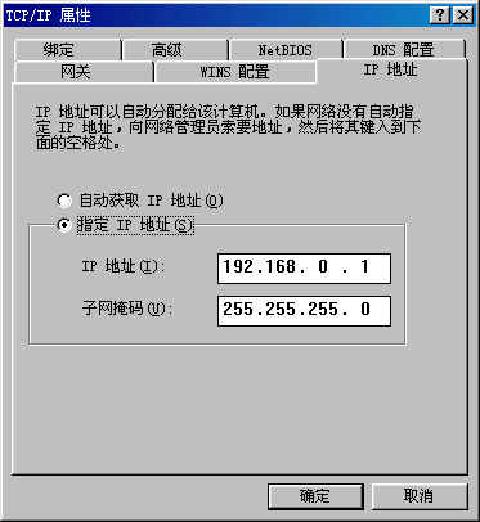 TCP/IP 属性
绑定 高级 NetBIOS DNS 配置
网关 WINS 配置 IP 地址
IP 地址可以自动分配给该计算机。如果网络没有自动指
定 IP 地址，向网络管理员索要地址，然后将其键入到下
面的空格处。
自动获取 IP 地址(O)
指定 IP 地址(S)
IP 地址(I): 192.168. 0 . 1
子网掩码(U): 255.255.255. 0
确定 取消